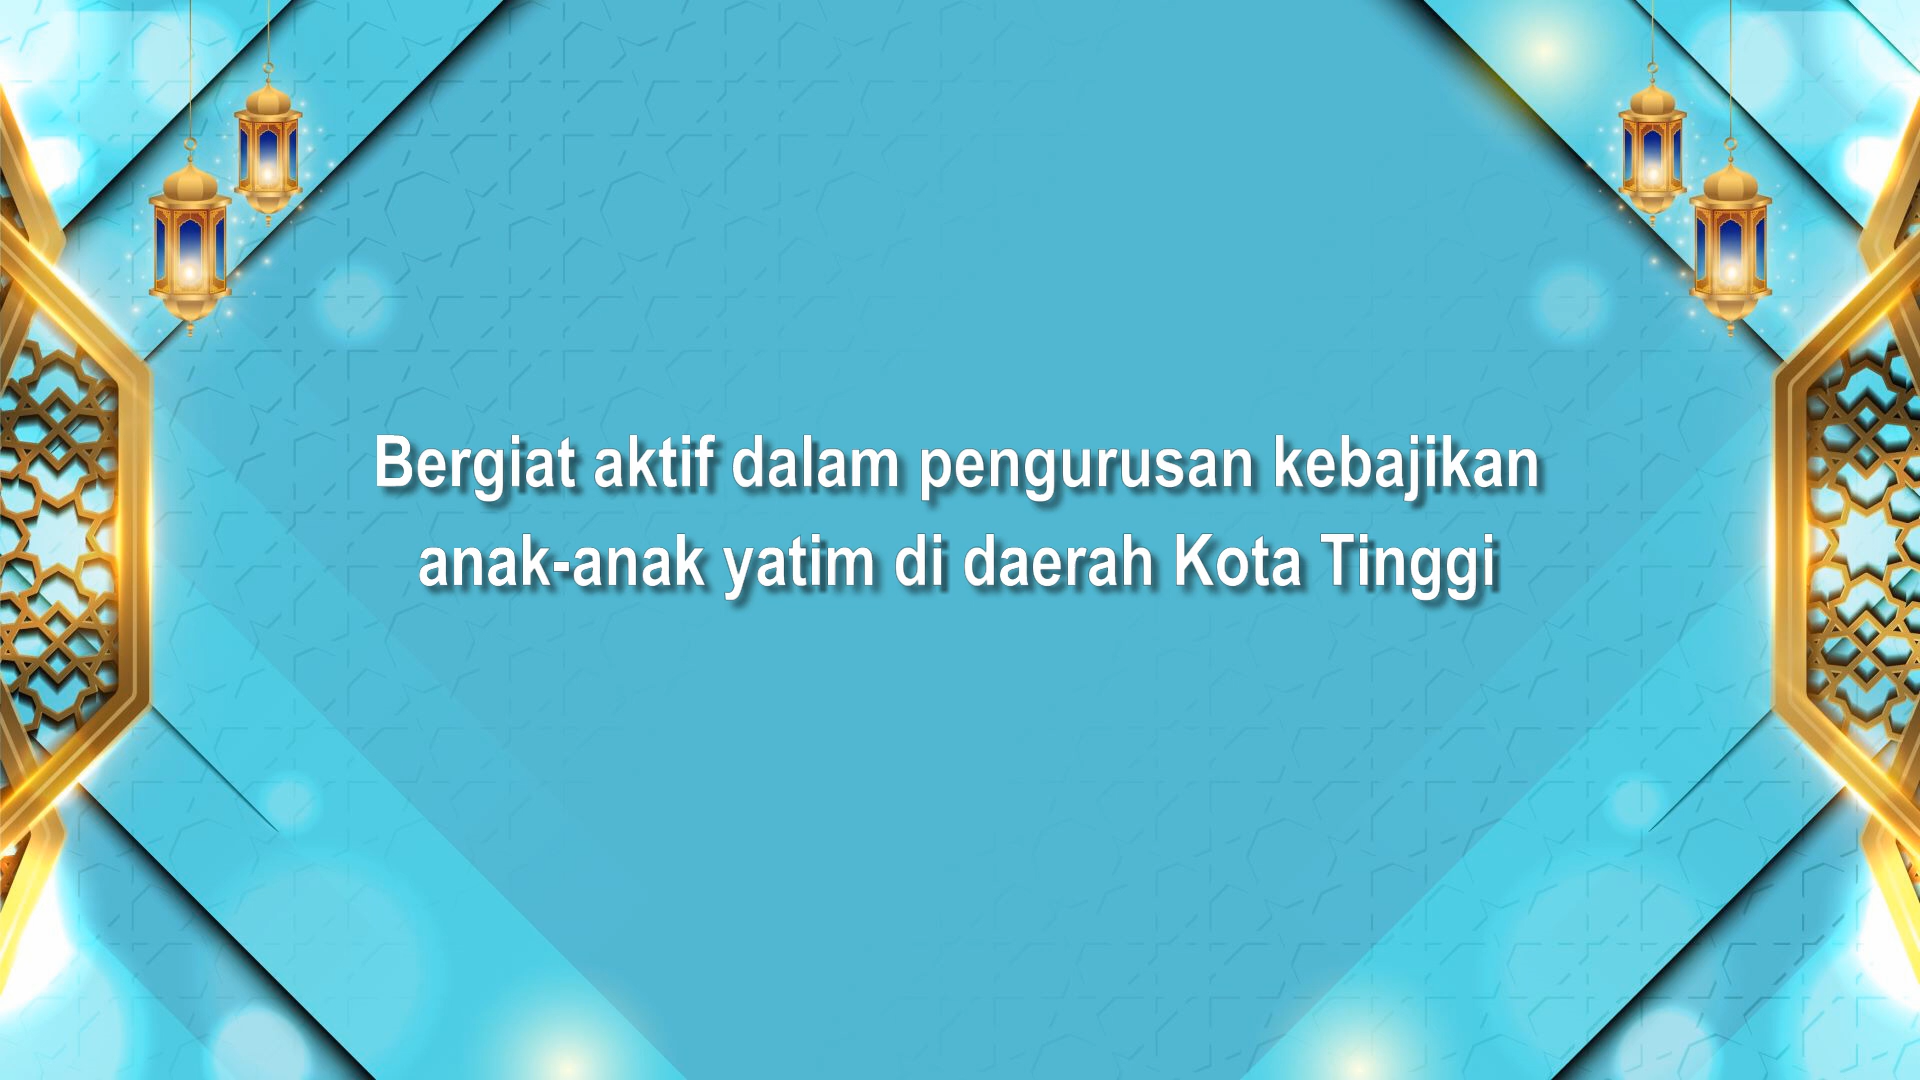 Bergiat aktif dalam pengurusan kebajikan
anak-anak yatim di daerah Kota Tinggi